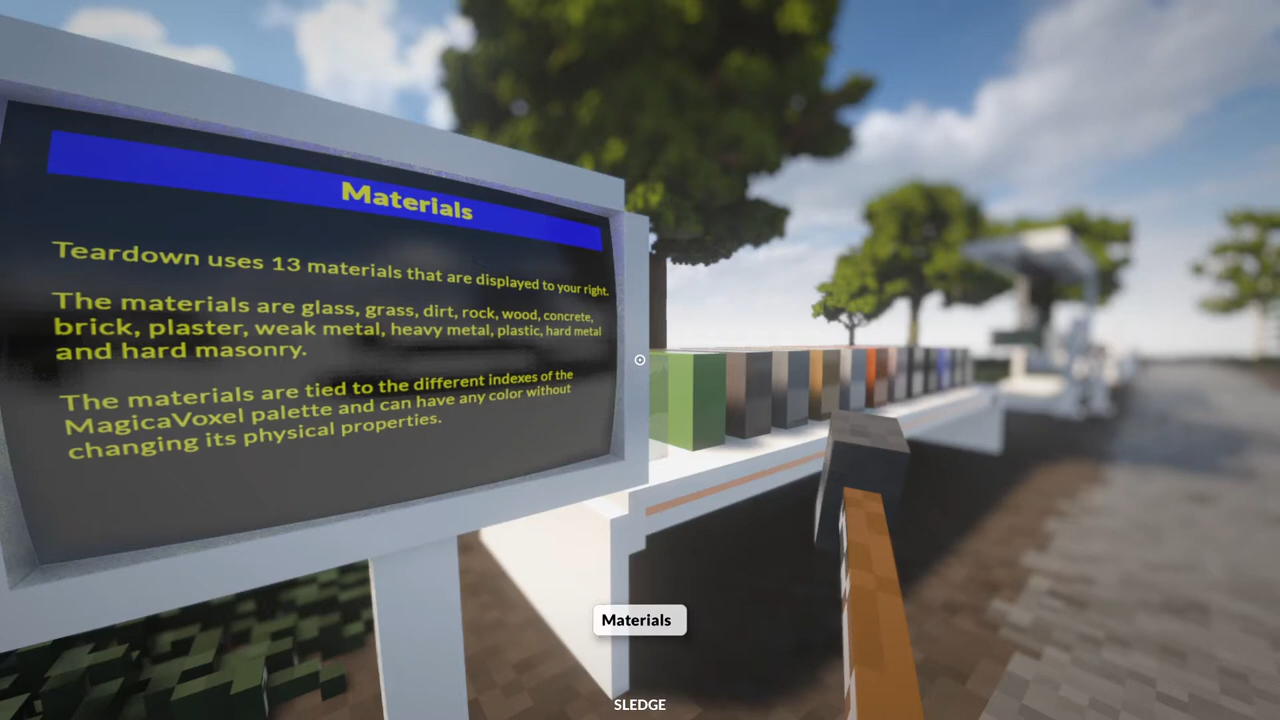 Materials
Teardown uses 13 materials that are displayed to your right.
The materials are glass, grass, dirt, rock, wood, concrete,
brick, plaster, weak metal, heavy metal, plastic, hard metal
and hard masonry.
The materials are tied to the different indexes of the
MagicaVoxel palette and can have any color without
changing its physical properties.
Materials
SLEDGE